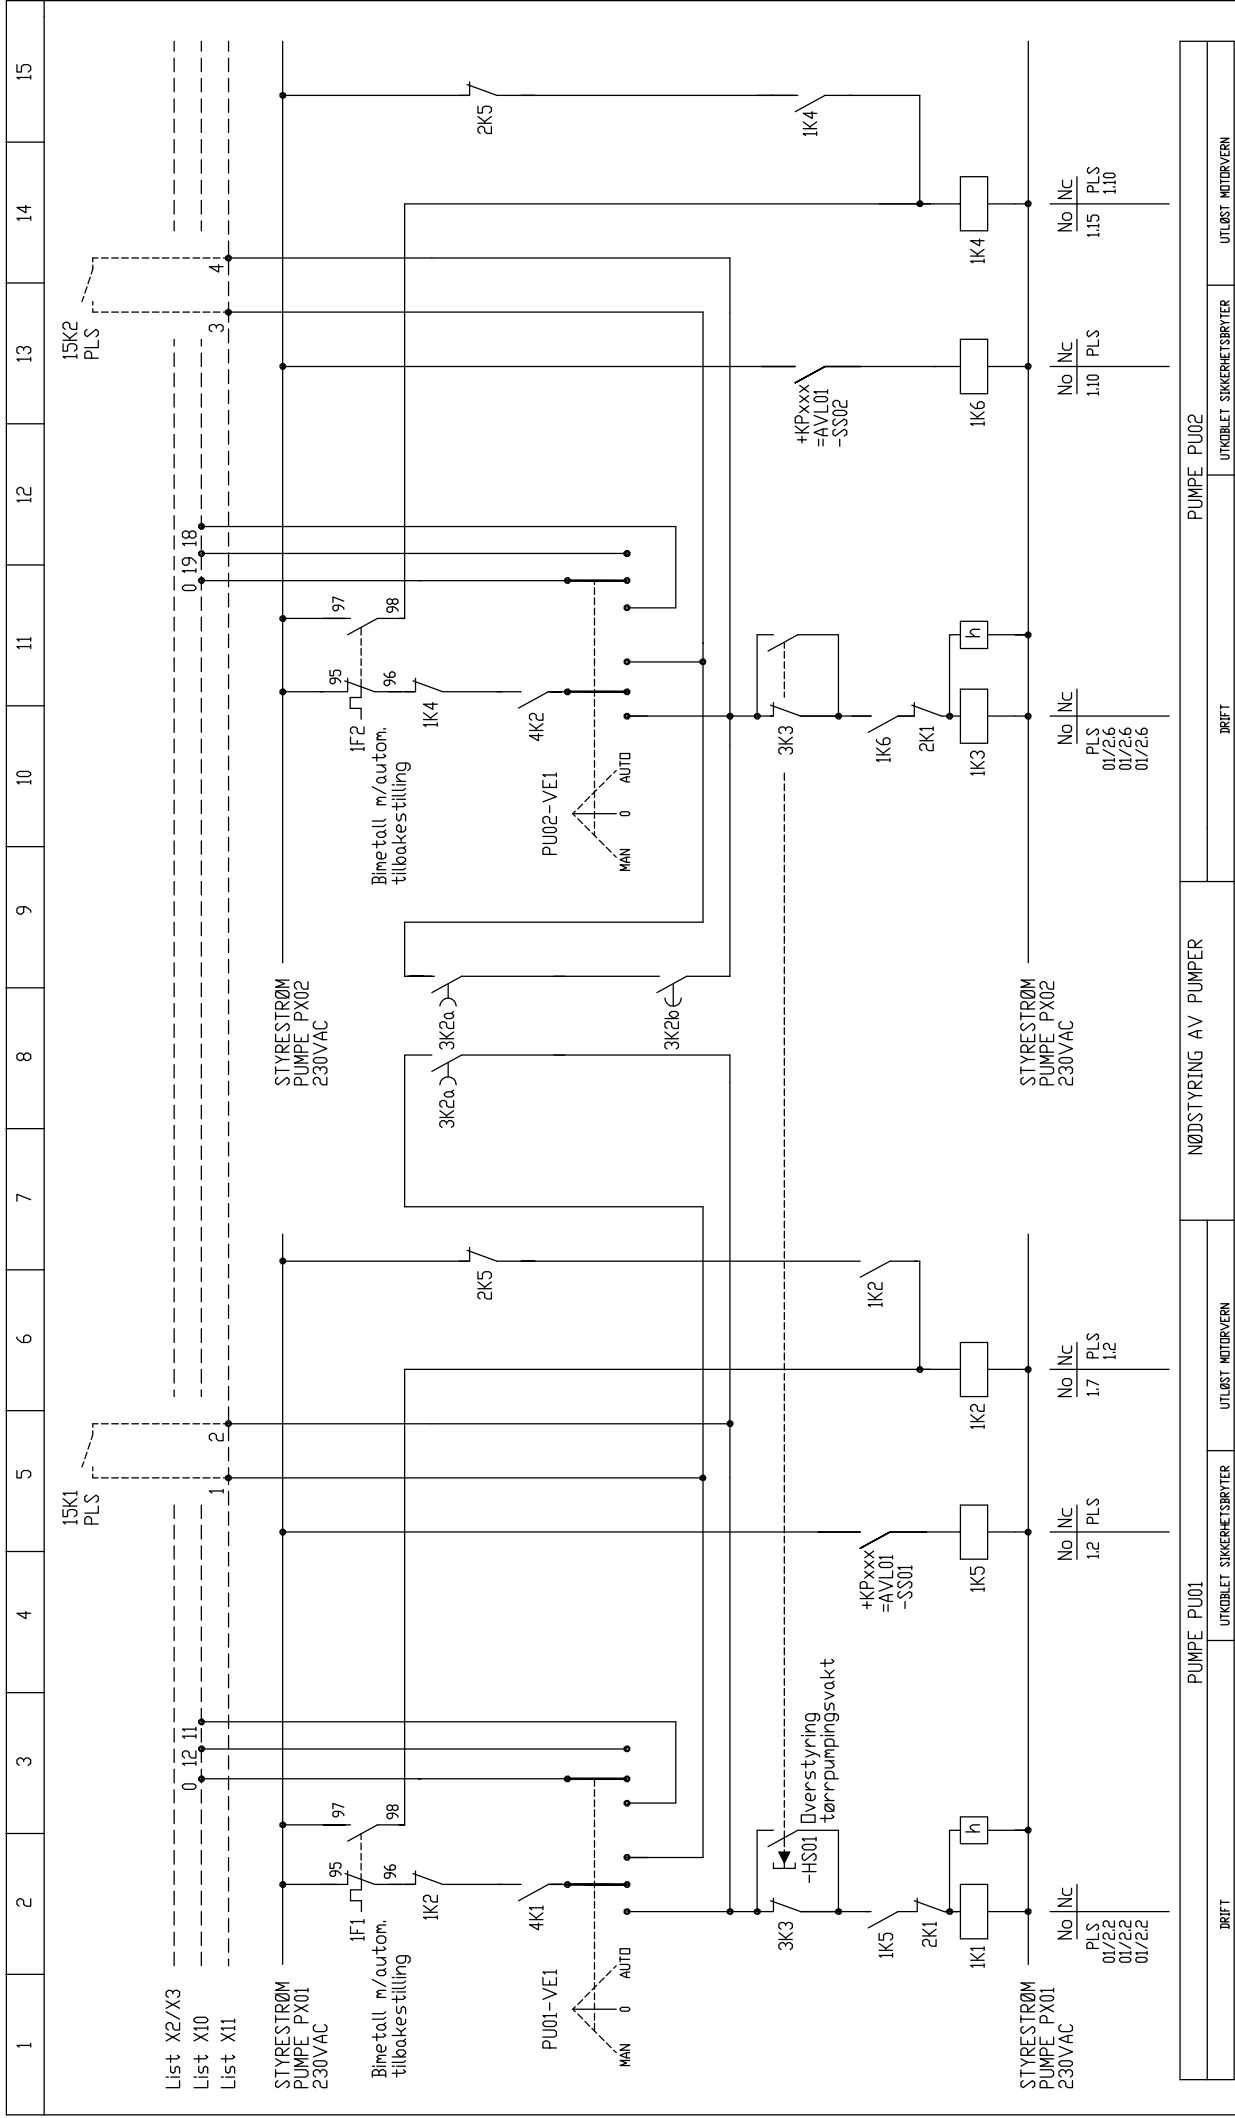 1 2 3 4 5 6 7 8 9 10 11 12 13 14 15
15K1
PLS
15K2
PLS
List X2/X3
List X10
List X11
0 12 11
1 2
0 19 18
3 4
STYRESTRØM
PUMPE PX01
230VAC
1F1
95
96
97
98
Bimetall m/autom.
tilbakestilling
1K2
4K1
PU01-VE1
MAN 0 AUTO
3K3
-HS01
Overstyring
tørrpumpingsvakt
1K5
2K1
1K1
h
+KPxxx
=AVL01
-SS01
1K5
2K5
1K2
1K2
3K2a
3K2a
3K2b
STYRESTRØM
PUMPE PX02
230VAC
1F2
95
96
97
98
Bimetall m/autom.
tilbakestilling
1K4
4K2
PU02-VE1
MAN 0 AUTO
3K3
1K6
2K1
1K3
h
+KPxxx
=AVL01
-SS02
1K6
2K5
1K4
1K4
STYRESTRØM
PUMPE PX01
230VAC
No Nc
PLS
01/2.2
01/2.2
01/2.2
No Nc
1.2 PLS
No Nc
1.7 PLS
1.2
STYRESTRØM
PUMPE PX02
230VAC
No Nc
PLS
01/2.6
01/2.6
01/2.6
No Nc
1.10 PLS
No Nc
1.15 PLS
1.10
PUMPE PU01
NØDSTYRING AV PUMPER
PUMPE PU02
DRIFT
UTKOBLET SIKKERHETSBRYTER
UTLØST MOTORVERN
DRIFT
UTKOBLET SIKKERHETSBRYTER
UTLØST MOTORVERN